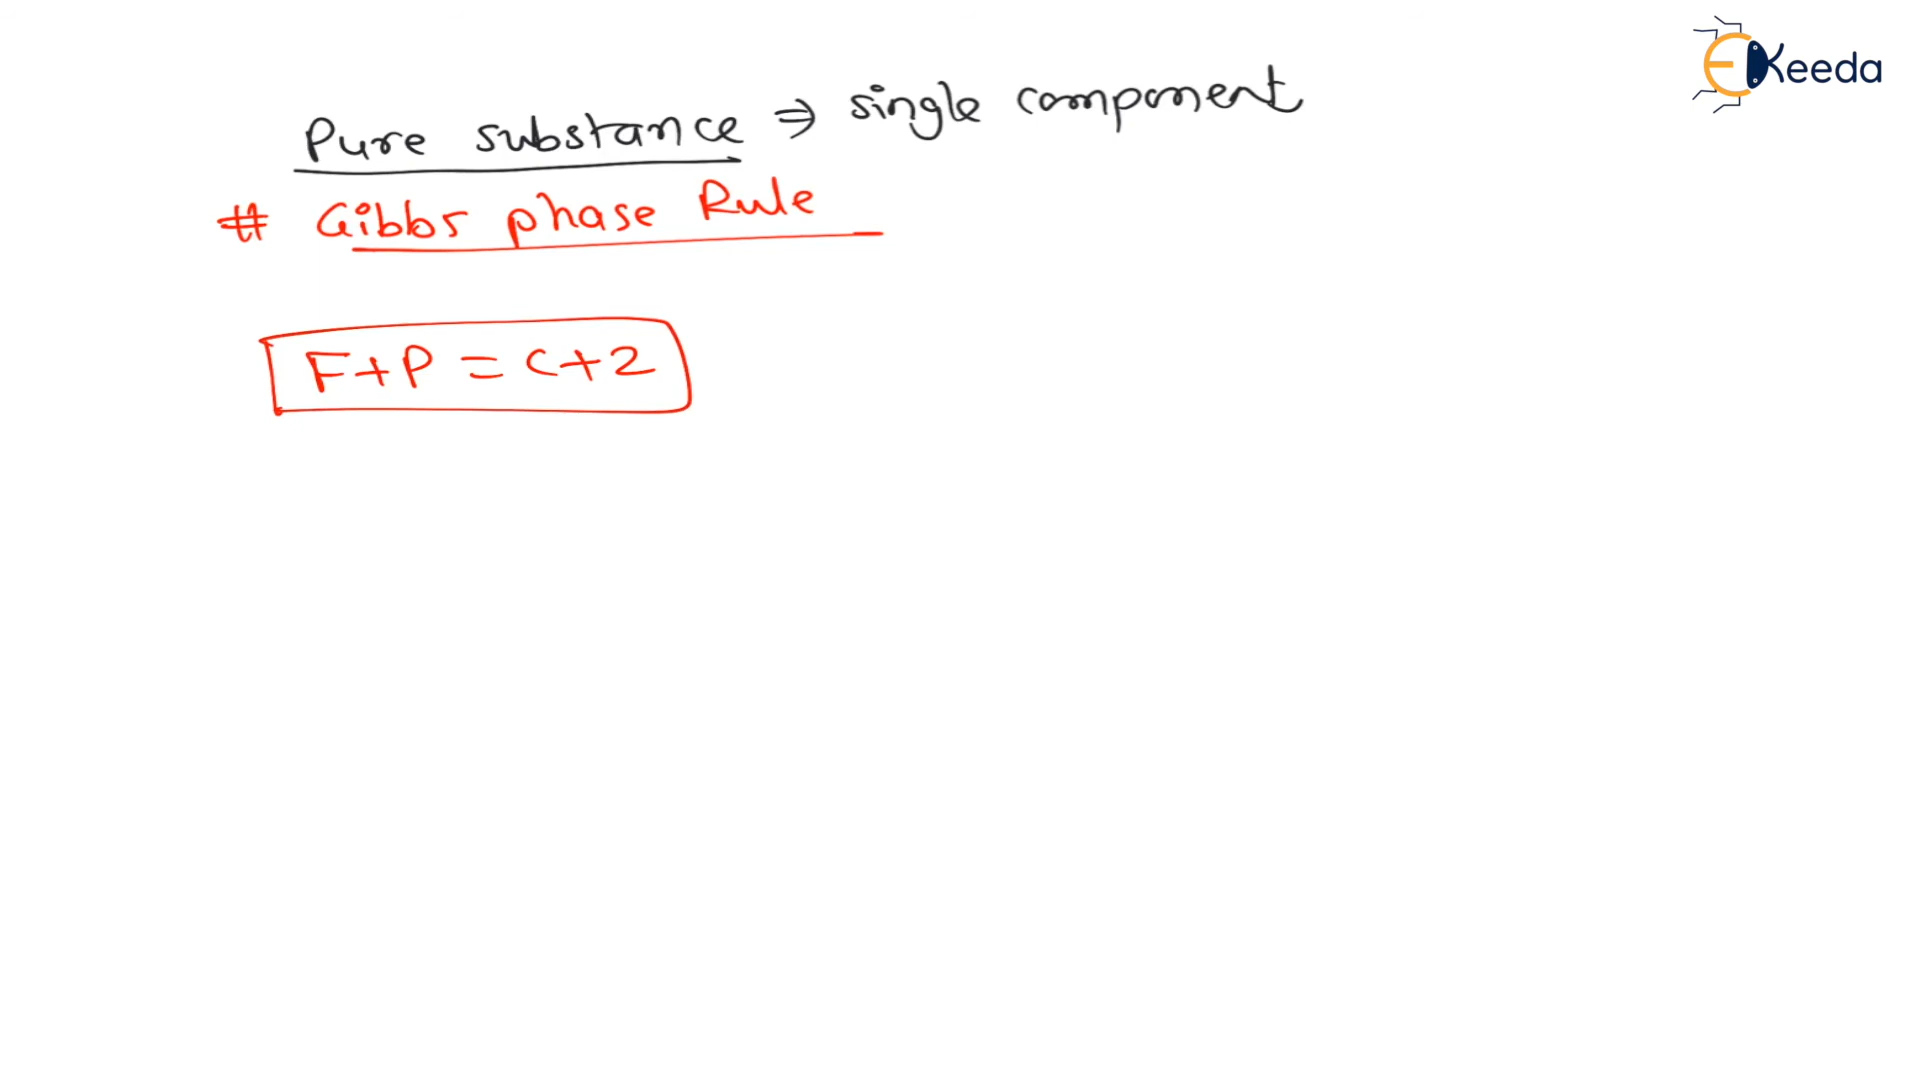 Pure substance ⇒ single component
# Gibbs phase Rule
F+P = C+2
EKeeda